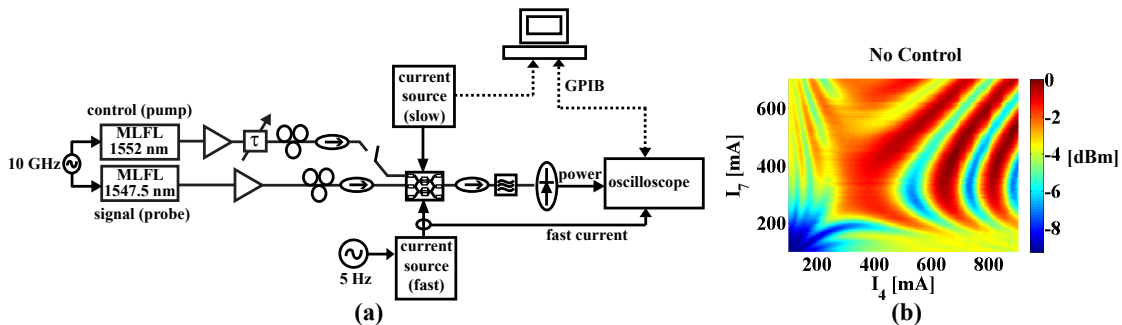 control (pump)
MLFL
1552 nm
τ
10 GHz
MLFL
1547.5 nm
signal (probe)
current
source
(slow)
GPIB
power
oscilloscope
fast current
5 Hz
current
source
(fast)
(a)
No Control
I7 [mA]
600
400
200
200 400 600 800
I4 [mA]
0
-2
-4
-6
-8
[dBm]
(b)